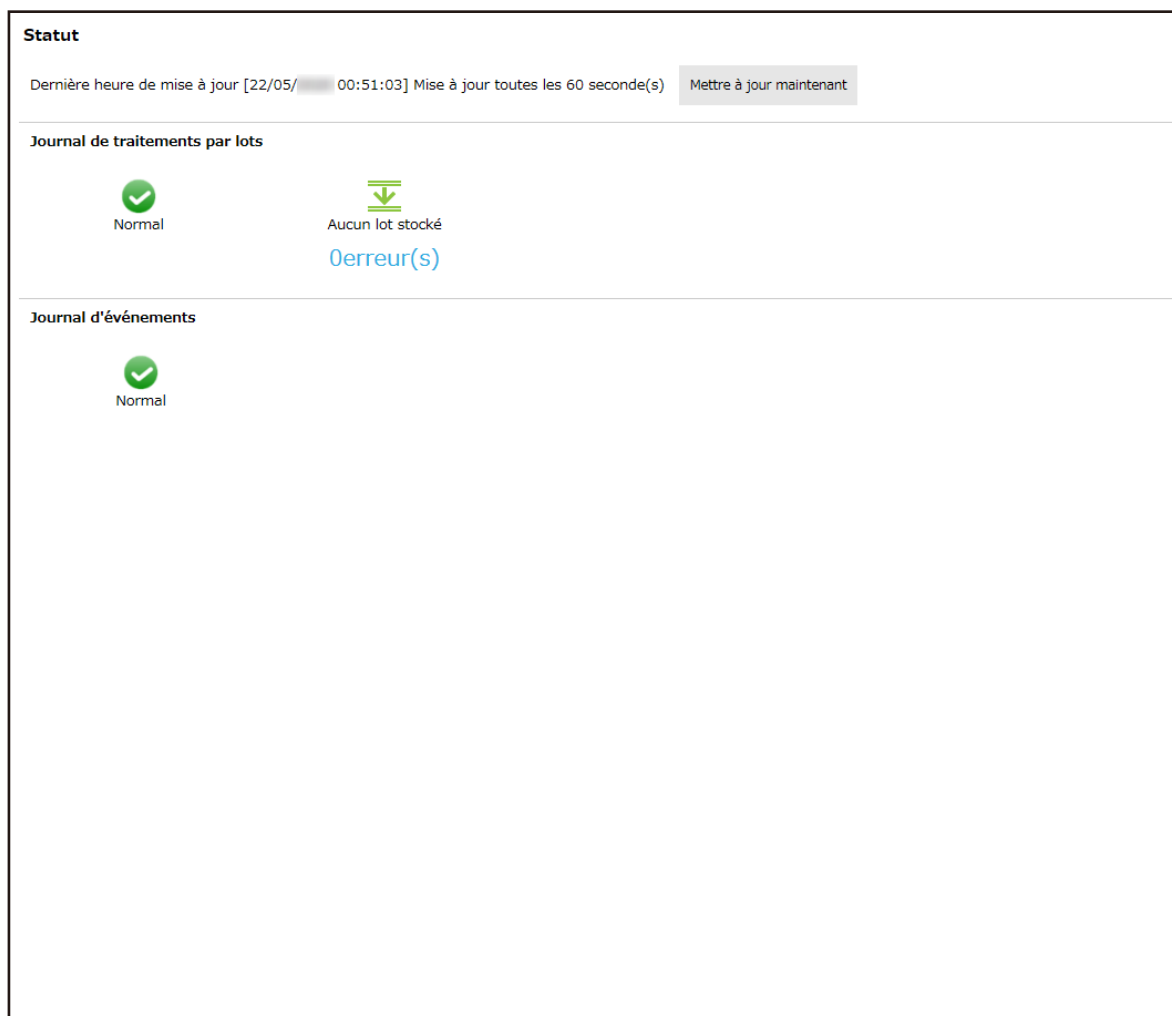 Statut
Dernière heure de mise à jour [22/05/ 00:51:03] Mise à jour toutes les 60 seconde(s) Mettre à jour maintenant
Journal de traitements par lots
Normal Aucun lot stocké
0erreur(s)
Journal d'événements
Normal